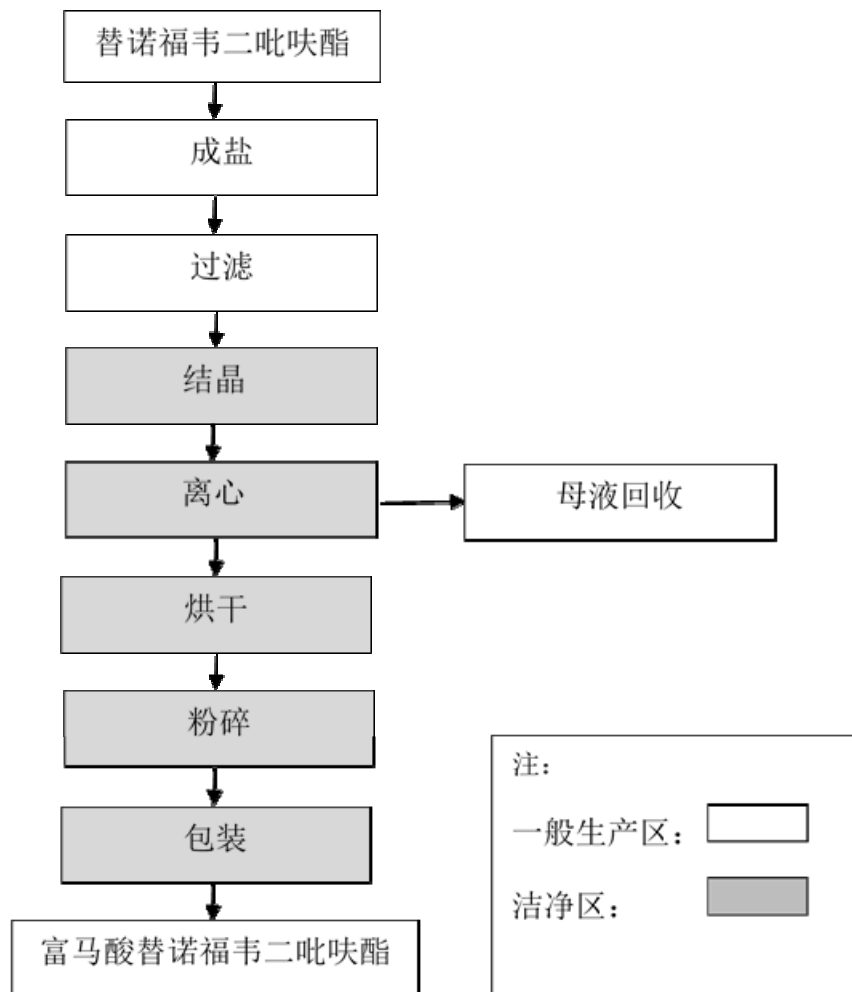 替诺福韦二吡呋酯
成盐
过滤
结晶
离心
母液回收
烘干
粉碎
包装
富马酸替诺福韦二吡呋酯
注：
一般生产区：
洁净区：